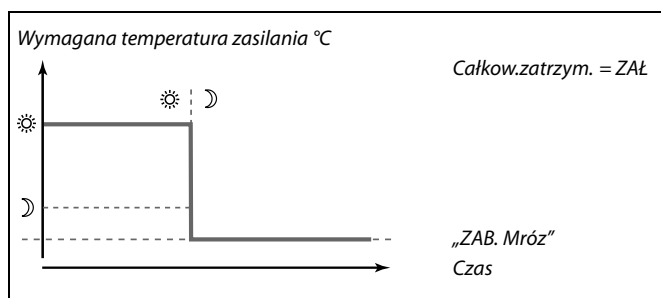 Wymagana temperatura zasilania °C
Całkow.zatrzym. = ZAŁ
„ZAB. Mróz”
Czas